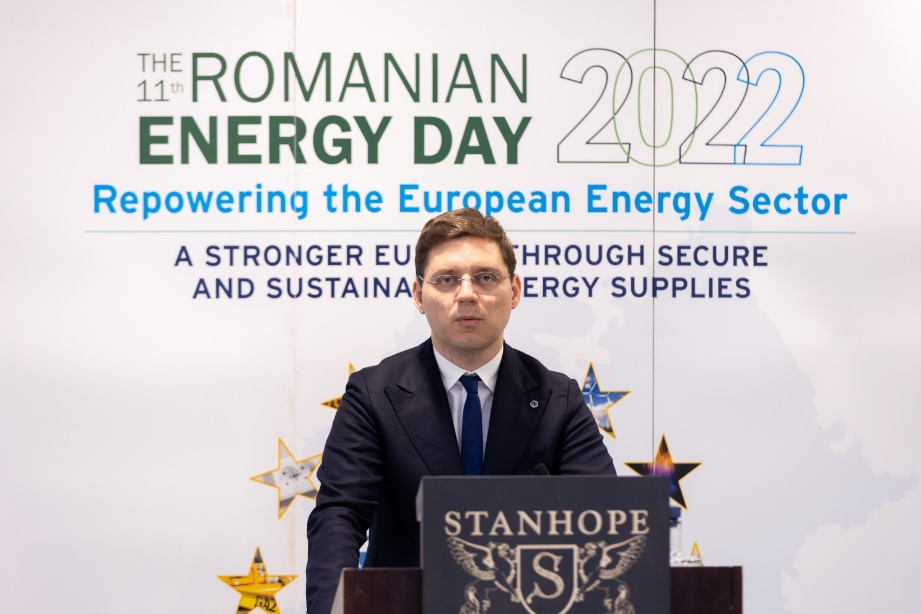 THE 11th ROMANIAN 2022
ENERGY DAY
Repowering the European Energy Sector
A STRONGER EU THROUGH SECURE
AND SUSTAINA ENERGY SUPPLIES
STANHOPE
S